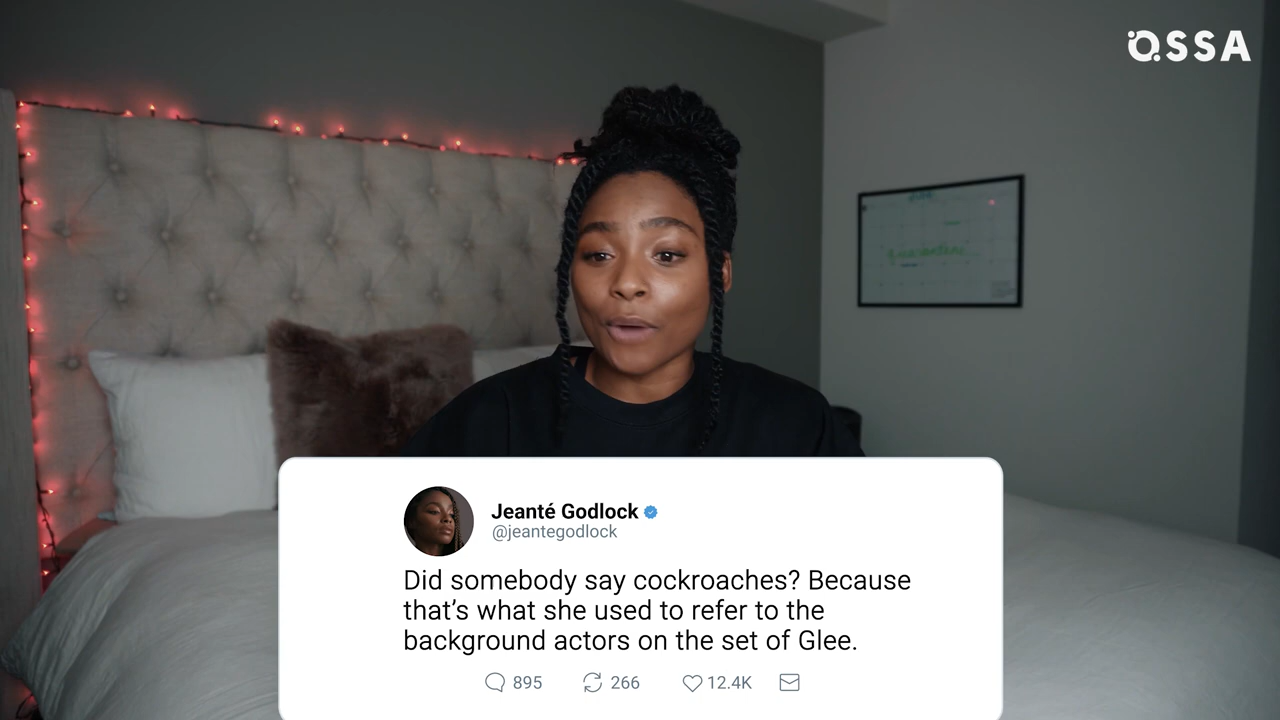 OSSA
Jeanté Godlock
@jeantegodlock
Did somebody say cockroaches? Because
that’s what she used to refer to the
background actors on the set of Glee.
895 266 12.4K